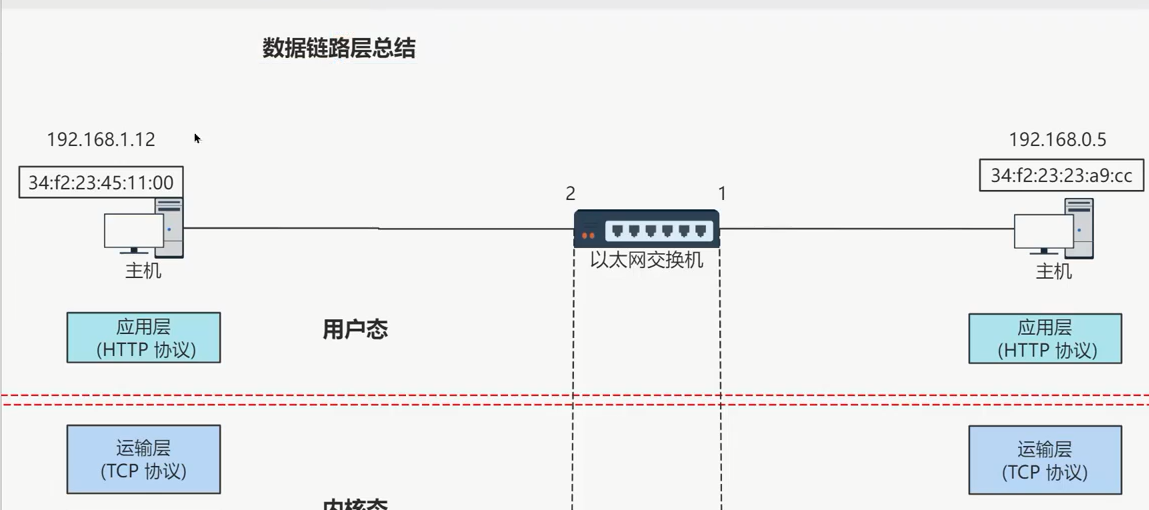 数据链路层总结
192.168.1.12
192.168.0.5
34:f2:23:45:11:00
34:f2:23:23:a9:cc
2
1
主机
以太网交换机
主机
应用层
(HTTP 协议)
用户态
应用层
(HTTP 协议)
运输层
(TCP 协议)
运输层
(TCP 协议)
内核态